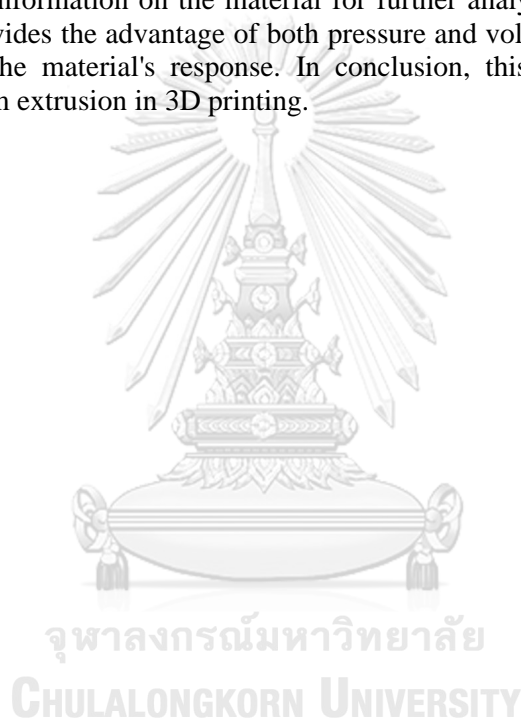 nformation on the material for further analy
vides the advantage of both pressure and vol
he material's response. In conclusion, this
n extrusion in 3D printing.
จุฬาลงกรณ์มหาวิทยาลัย
CHULALONGKORN UNIVERSITY